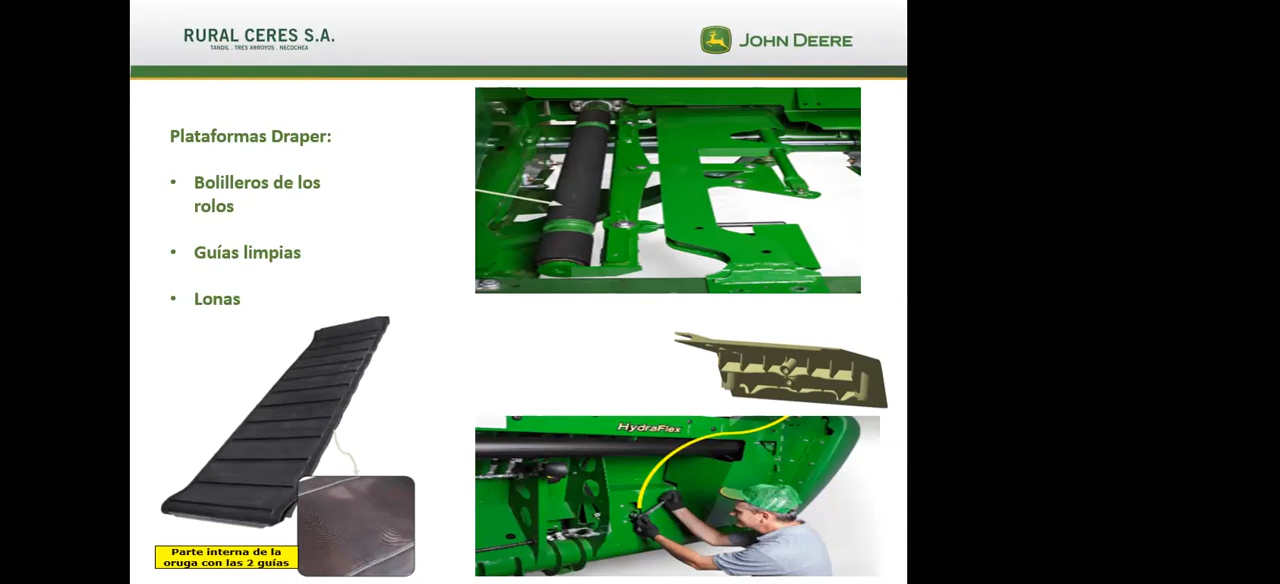 RURAL CERES S.A.
TANDIL . TRES ARROYOS . NECOCHEA
JOHN DEERE
Plataformas Draper:
• Bolilleros de los
rolos
• Guías limpias
• Lonas
HydraFlex
Parte interna de la
oruga con las 2 guías